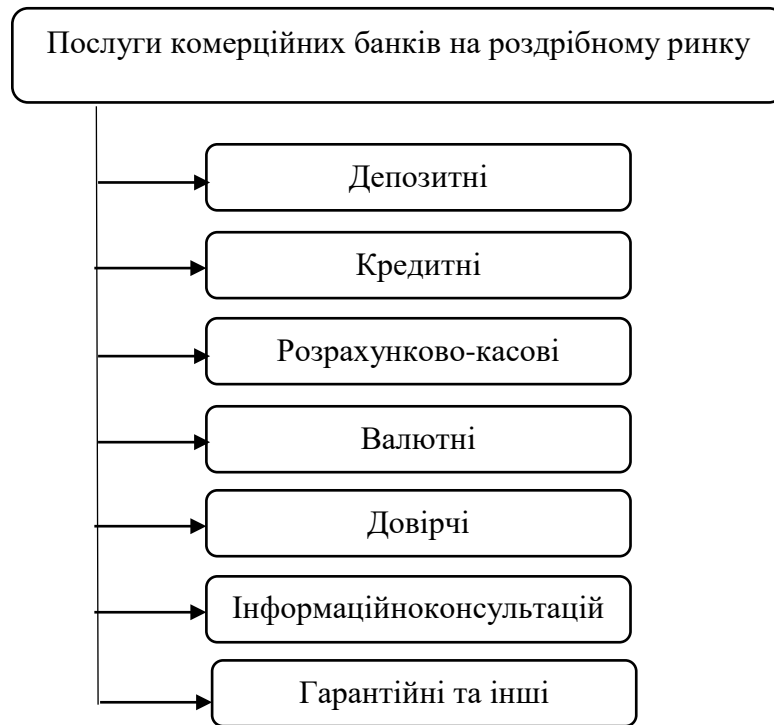 Послуги комерційних банків на роздрібному ринку
Депозитні
Кредитні
Розрахунково-касові
Валютні
Довірчі
Інформаційноконсультацій
Гарантійні та інші